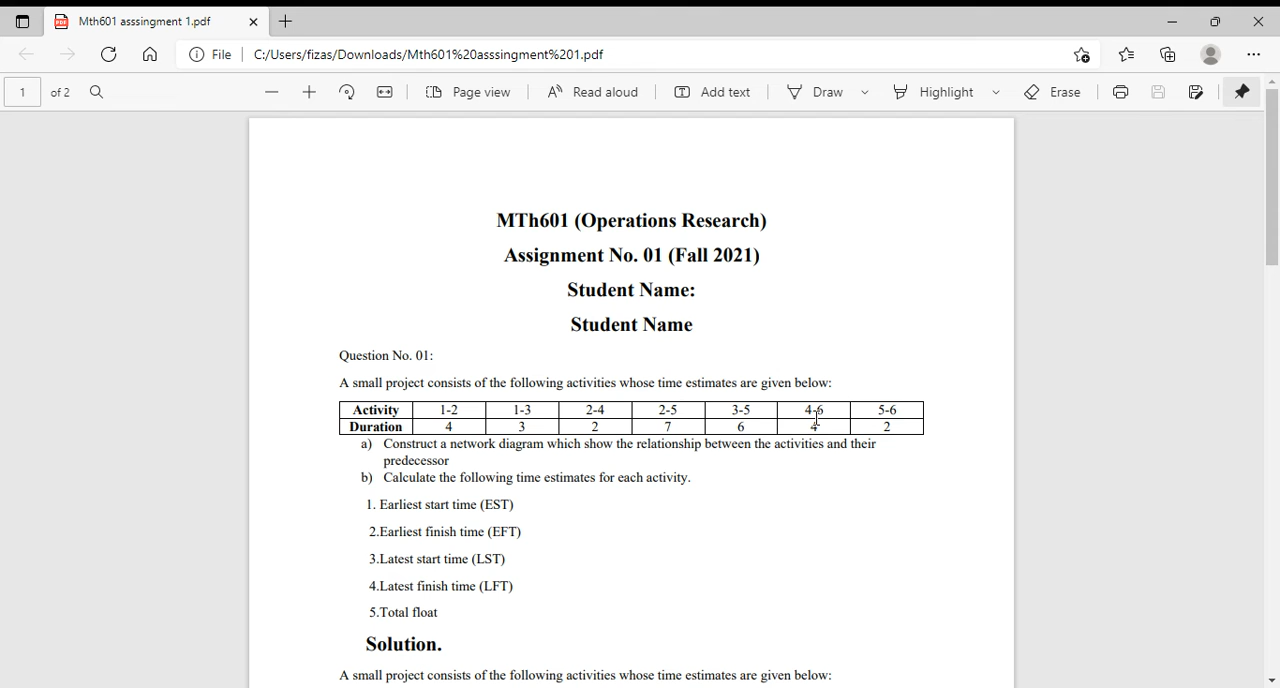 Mth601 asssingment 1.pdf
File C:/Users/fizas/Downloads/Mth601%20asssingment%201.pdf
1 of 2 Page view Read aloud Add text Draw Highlight Erase
MTh601 (Operations Research)
Assignment No. 01 (Fall 2021)
Student Name:
Student Name
Question No. 01:
A small project consists of the following activities whose time estimates are given below:
Activity 1-2 1-3 2-4 2-5 3-5 4-6 5-6
Duration 4 3 2 7 6 4 2
a) Construct a network diagram which show the relationship between the activities and their
predecessor
b) Calculate the following time estimates for each activity.
1. Earliest start time (EST)
2.Earliest finish time (EFT)
3.Latest start time (LST)
4.Latest finish time (LFT)
5.Total float
Solution.
A small project consists of the following activities whose time estimates are given below: